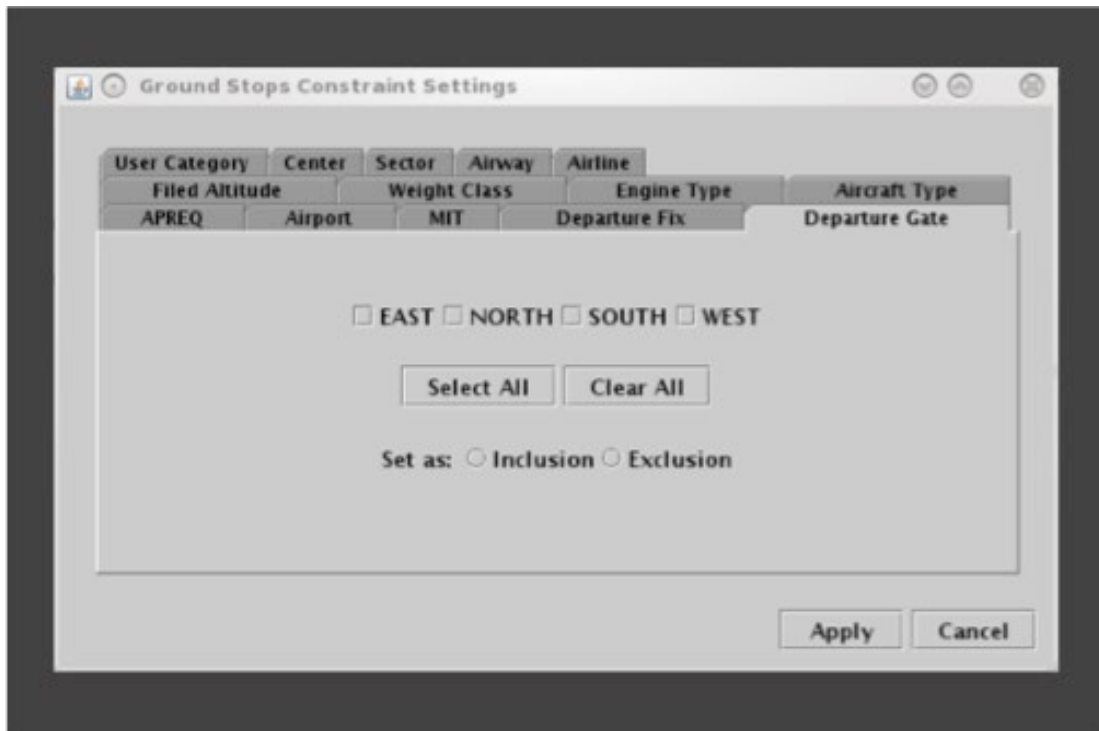 Ground Stops Constraint Settings
User Category Center Sector Airway Airline
Filed Altitude Weight Class Engine Type Aircraft Type
APREQ Airport MIT Departure Fix Departure Gate
EAST NORTH SOUTH WEST
Select All Clear All
Set as: Inclusion Exclusion
Apply Cancel